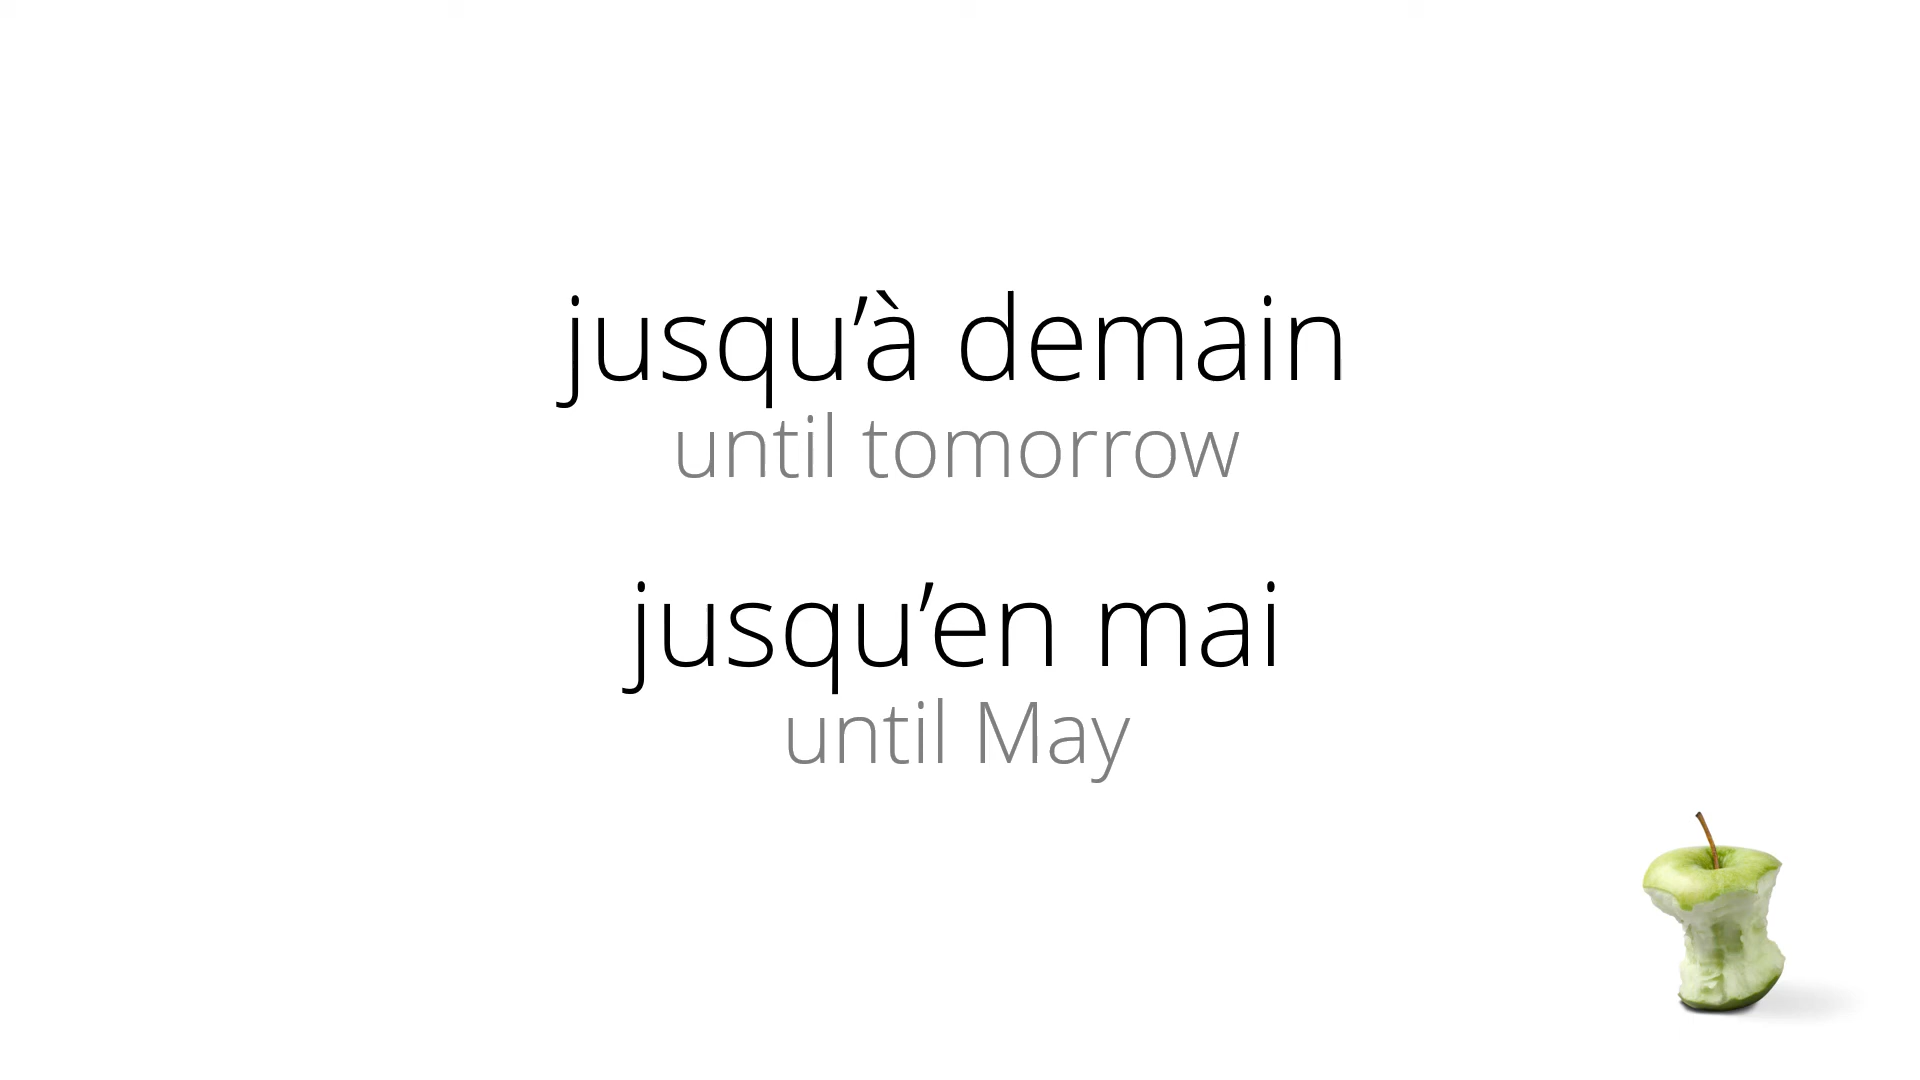 jusqu’à demain
until tomorrow
jusqu’en mai
until May